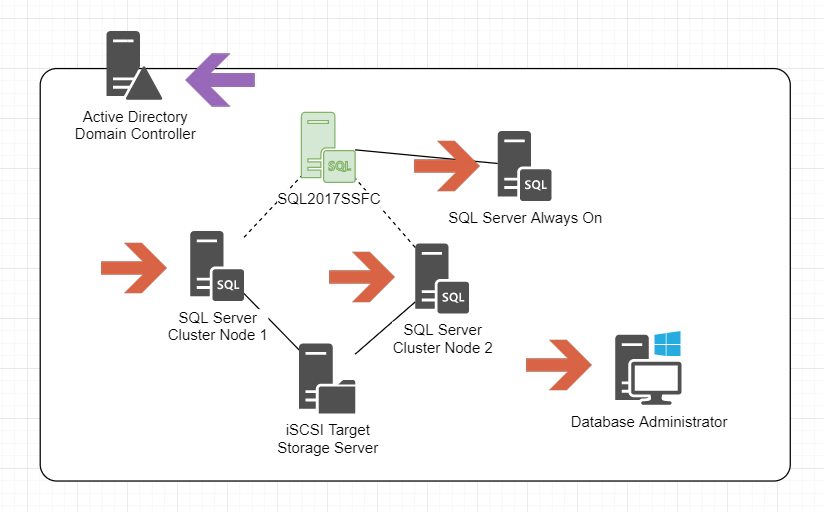 Active Directory
Domain Controller
SQL
SQL2017SSFC
SQL
SQL Server Always On
SQL
SQL Server
Cluster Node 1
SQL
SQL Server
Cluster Node 2
iSCSI Target
Storage Server
Database Administrator